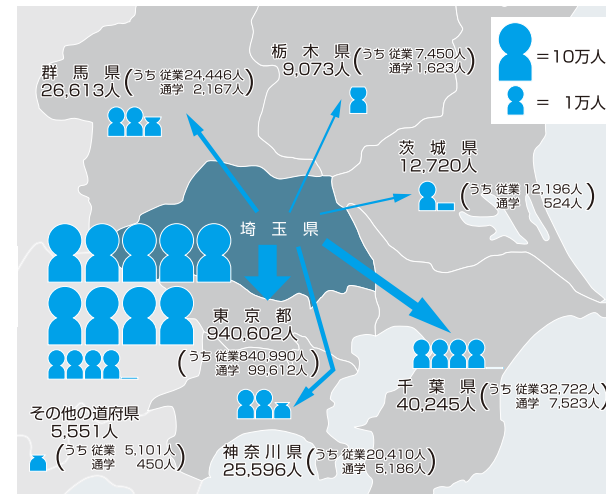 栃木県
9,073人
(うち 従業7,450人
通学 1,623人)
=10万人
= 1万人
群馬県
26,613人
(うち 従業24,446人
通学 2,167人)
茨城県
12,720人
(うち 従業12,196人
通学 524人)
埼玉県
東京都
940,602人
(うち 従業840,990人
通学 99,612人)
千葉県
40,245人
(うち 従業32,722人
通学 7,523人)
その他の道府県
5,551人
(うち 従業 5,101人
通学 450人)
神奈川県
25,596人
(うち 従業20,410人
通学 5,186人)